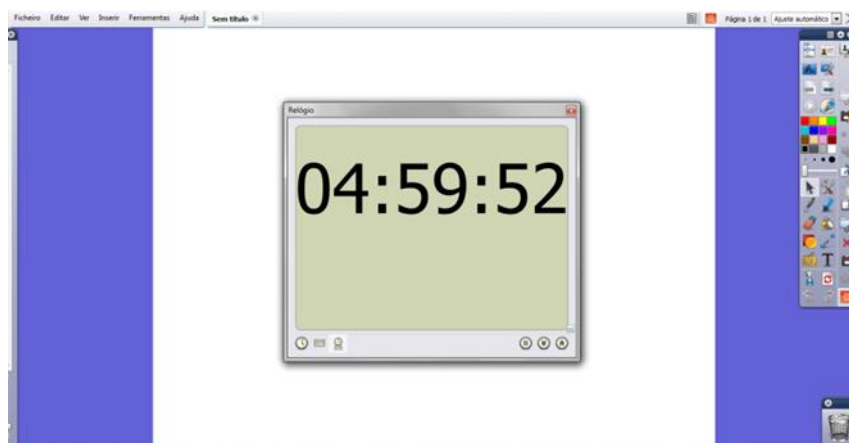 Ficheiro Editar Ver Inserir Ferramentas Ajuda Sem título Página 1 de 1 Ajuste automático
Relógio
04:59:52